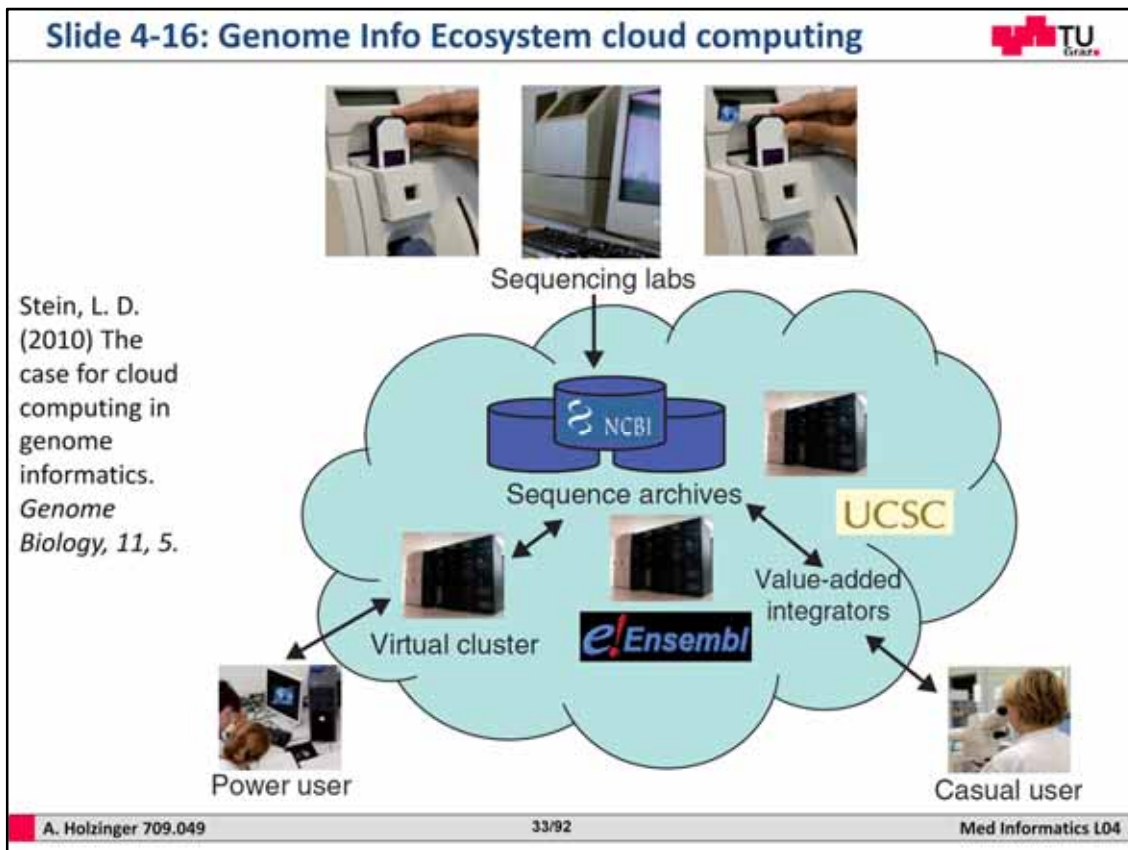 Slide 4-16: Genome Info Ecosystem cloud computing
TU
Graz
Sequencing labs
Stein, L. D.
(2010) The
case for cloud
computing in
genome
informatics.
Genome
Biology, 11, 5.
NCBI
Sequence archives
UCSC
Value-added
integrators
Virtual cluster
e!Ensembl
Power user
Casual user
A. Holzinger 709.049
33/92
Med Informatics L04